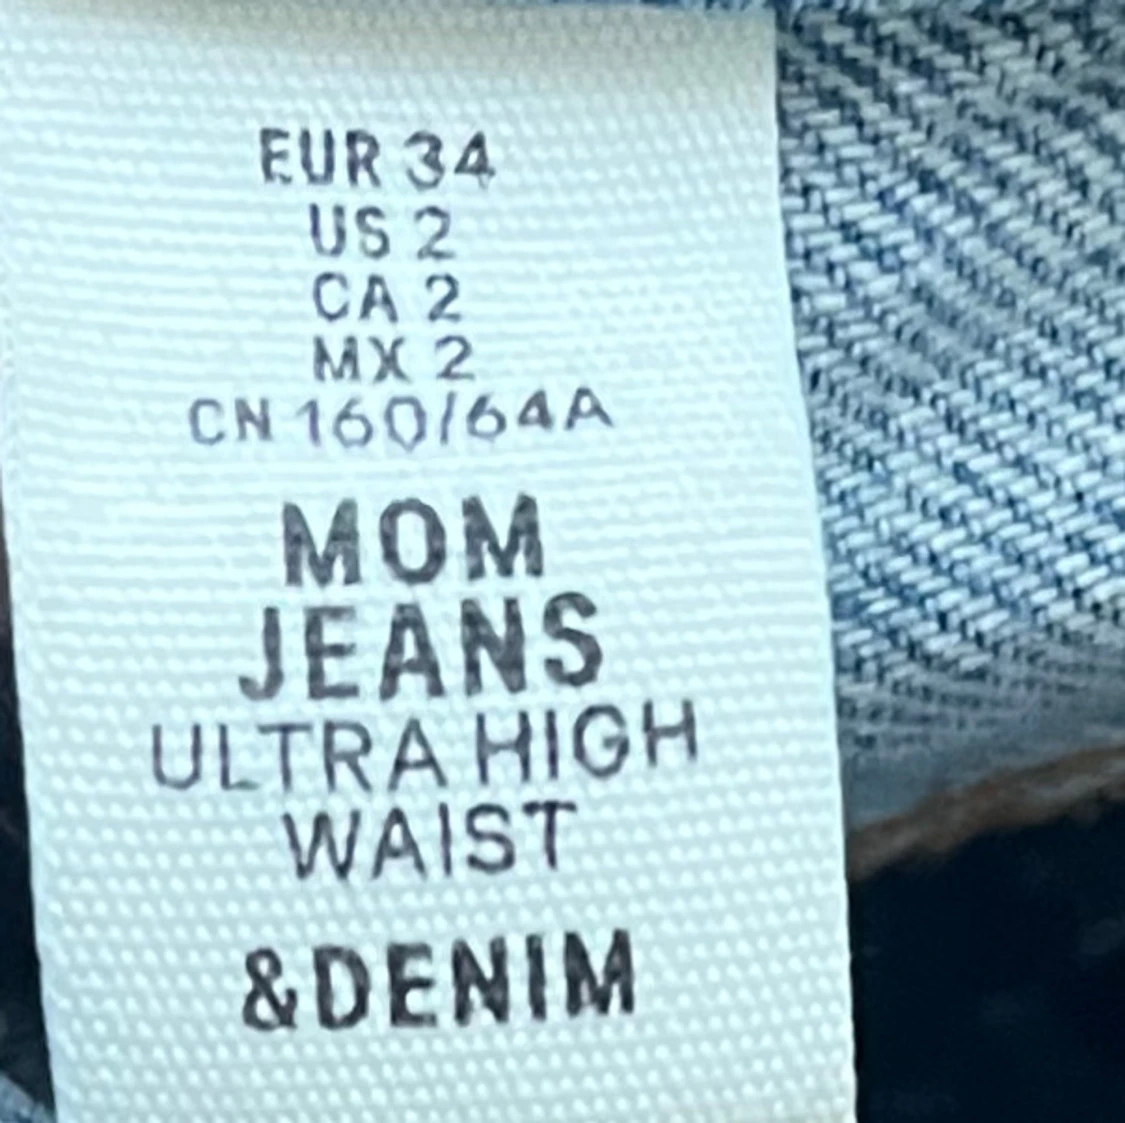 EUR 34
US 2
CA 2
MX 2
CN 160/64A
MOM
JEANS
ULTRA HIGH
WAIST
&DENIM